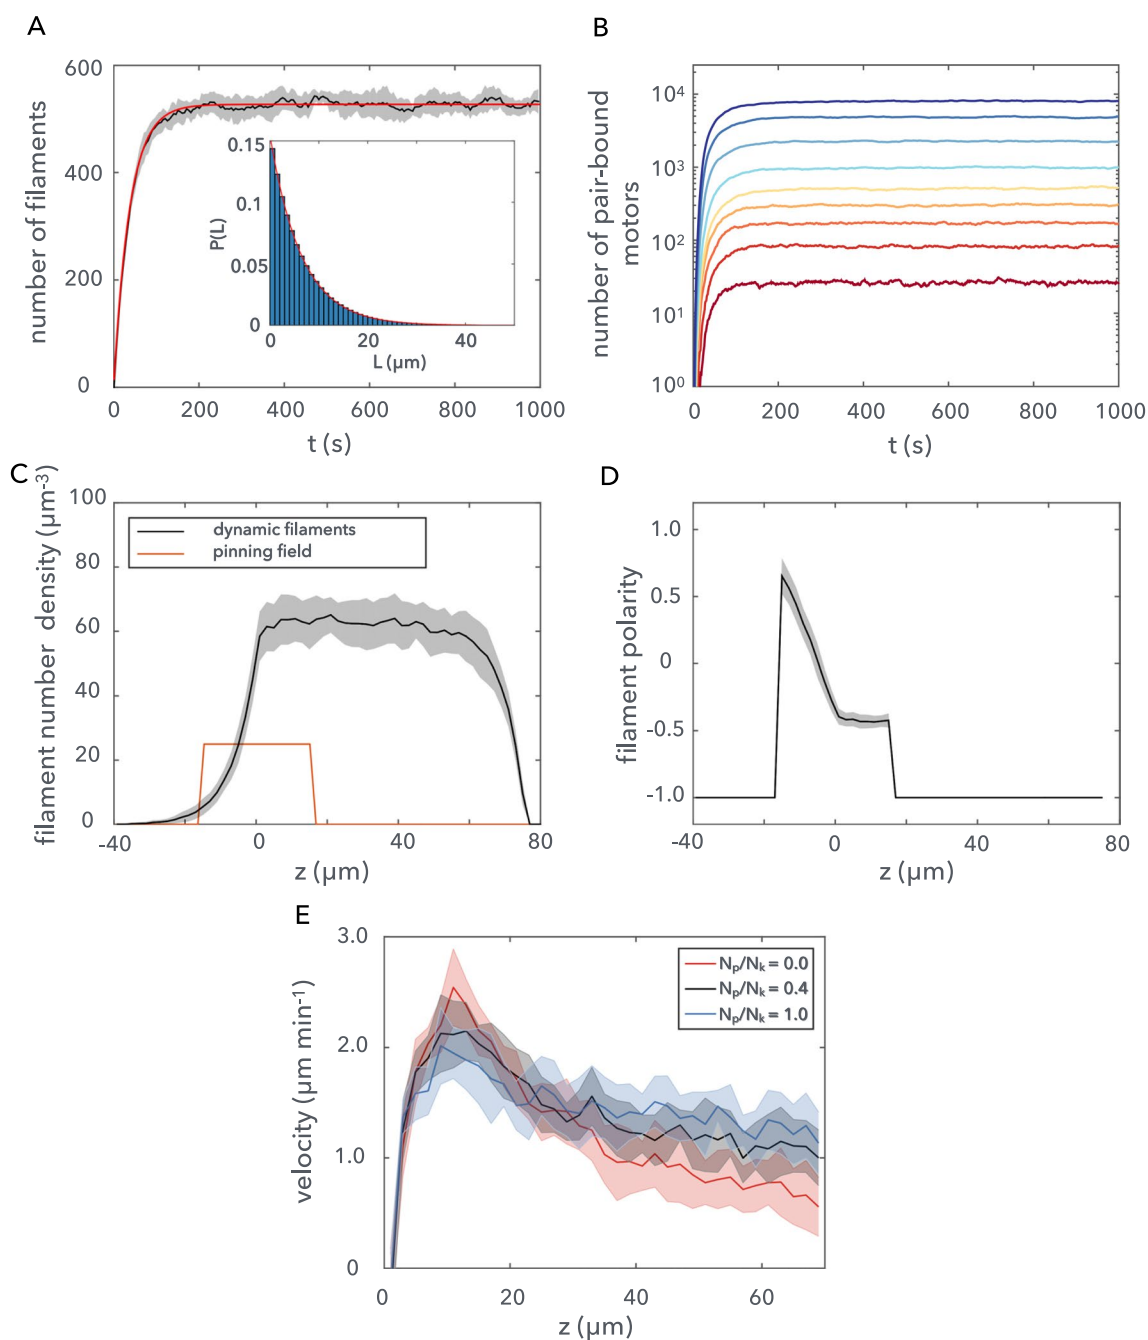 A
number of filaments
600
400
200
0
0 200 400 600 800 1000
t (s)
P(L)
0.15
0.1
0.05
0
0 20 40
L (μm)
B
number of pair-bound
motors
10⁴
10³
10²
10¹
10⁰
0 200 400 600 800 1000
t (s)
C
filament number density (μm⁻³)
100
80
60
40
20
0
-40 0 40 80
z (μm)
dynamic filaments
pinning field
D
filament polarity
1.0
0.5
0
-0.5
-1.0
-40 0 40 80
z (μm)
E
velocity (μm min⁻¹)
3.0
2.0
1.0
0
0 20 40 60
z (μm)
Nₚ/Nₖ = 0.0
Nₚ/Nₖ = 0.4
Nₚ/Nₖ = 1.0